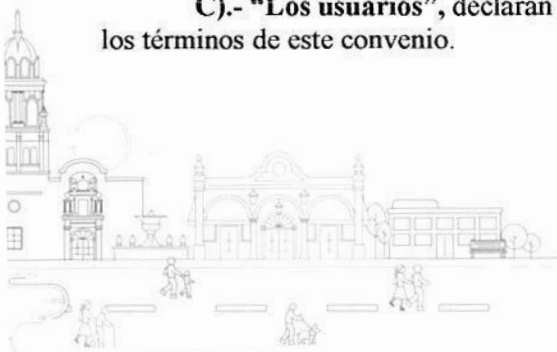 C).- “Los usuarios”, declaran
los términos de este convenio.